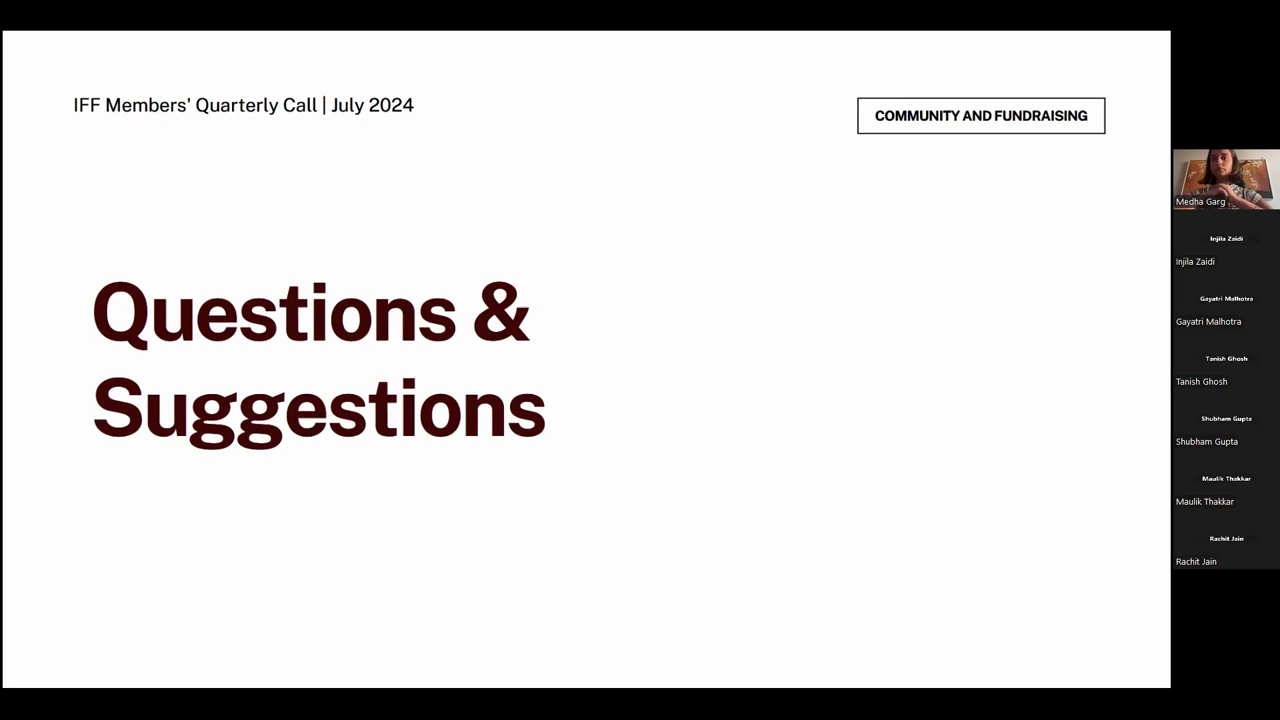 IFF Members' Quarterly Call | July 2024
COMMUNITY AND FUNDRAISING
Questions &
Suggestions
Medha Garg
Injila Zaidi
Injila Zaidi
Gayatri Malhotra
Gayatri Malhotra
Tanish Ghosh
Tanish Ghosh
Shubham Gupta
Shubham Gupta
Maulik Thakkar
Maulik Thakkar
Rachit Jain
Rachit Jain